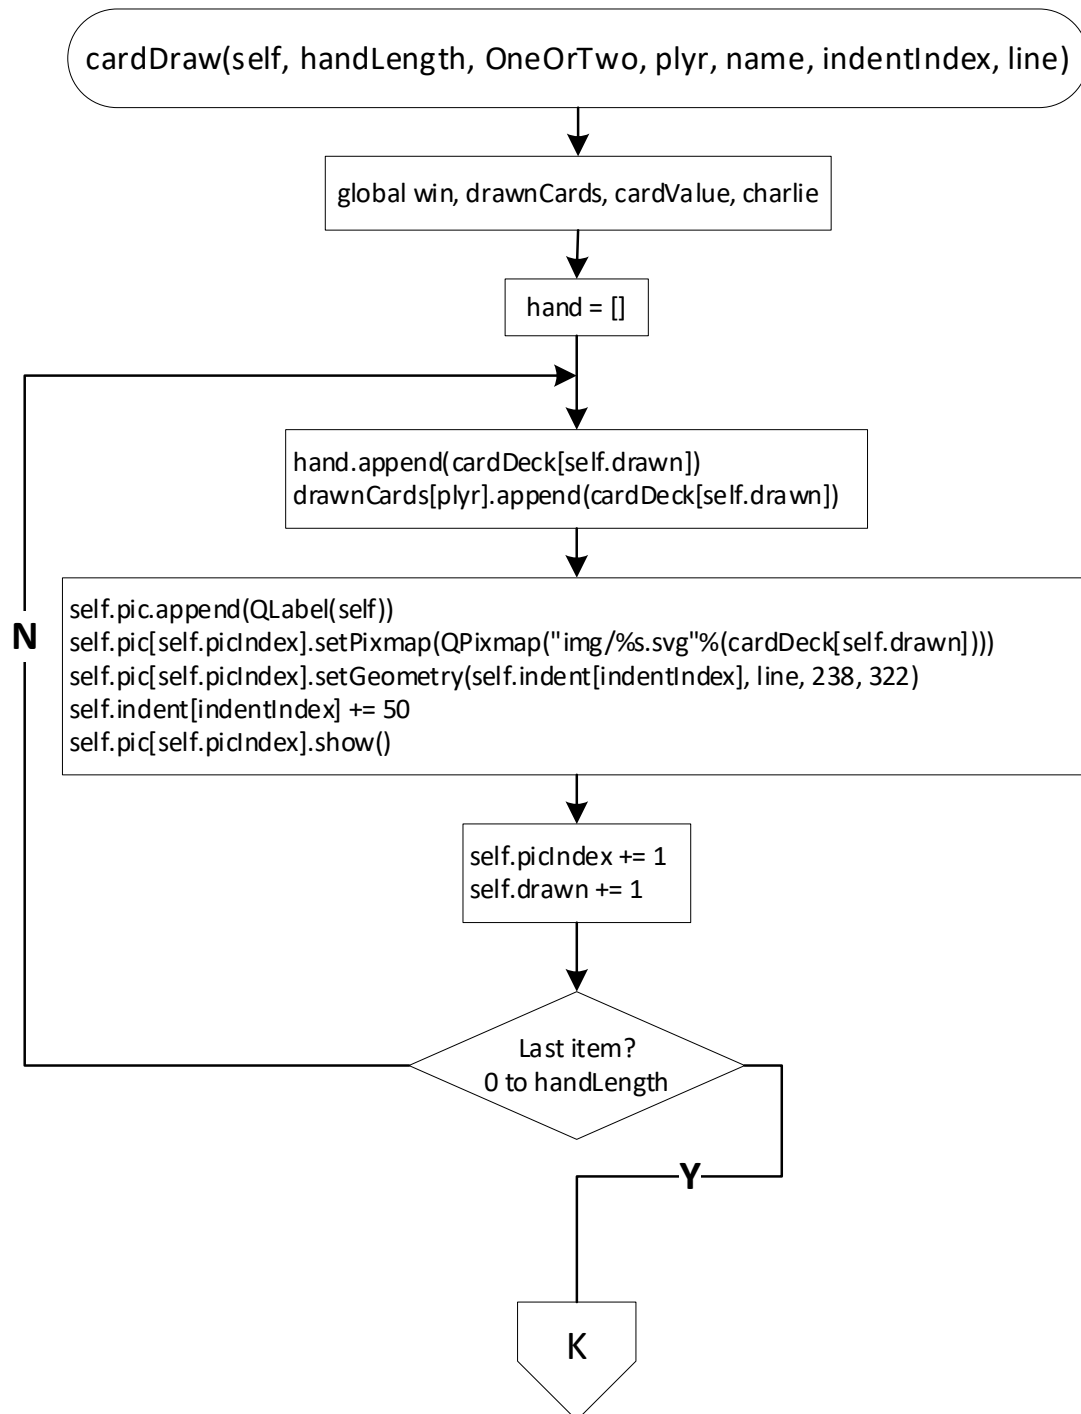 cardDraw(self, handLength, OneOrTwo, plyr, name, indentIndex, line)
global win, drawnCards, cardValue, charlie
hand = []
hand.append(cardDeck[self.drawn])
drawnCards[plyr].append(cardDeck[self.drawn])
self.pic.append(QLabel(self))
self.pic[self.picIndex].setPixmap(QPixmap("img/%s.svg"%(cardDeck[self.drawn])))
self.pic[self.picIndex].setGeometry(self.indent[indentIndex], line, 238, 322)
self.indent[indentIndex] += 50
self.pic[self.picIndex].show()
N
self.picIndex += 1
self.drawn += 1
Last item?
0 to handLength
Y
K